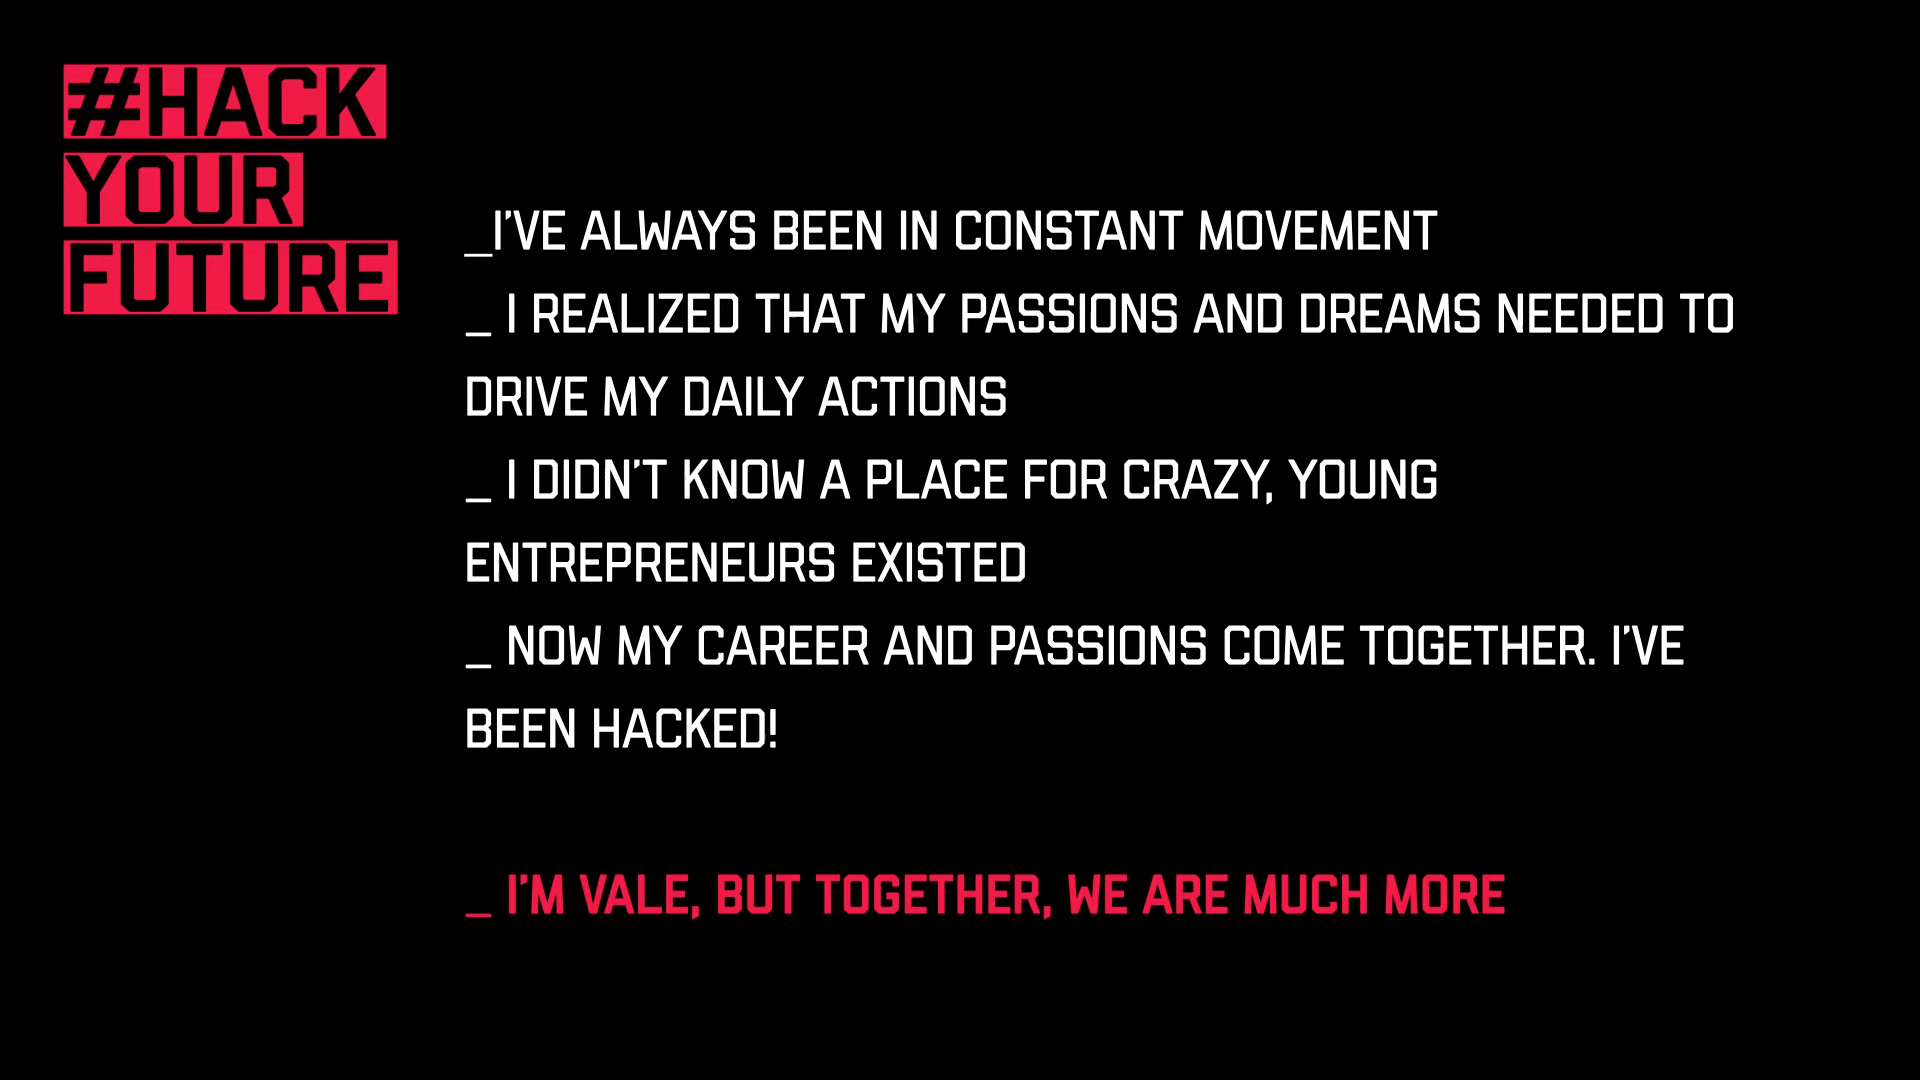 #HACK
YOUR
FUTURE
_I'VE ALWAYS BEEN IN CONSTANT MOVEMENT
_ I REALIZED THAT MY PASSIONS AND DREAMS NEEDED TO
DRIVE MY DAILY ACTIONS
_ I DIDN'T KNOW A PLACE FOR CRAZY, YOUNG
ENTREPRENEURS EXISTED
_ NOW MY CAREER AND PASSIONS COME TOGETHER. I'VE
BEEN HACKED!
_ I'M VALE, BUT TOGETHER, WE ARE MUCH MORE